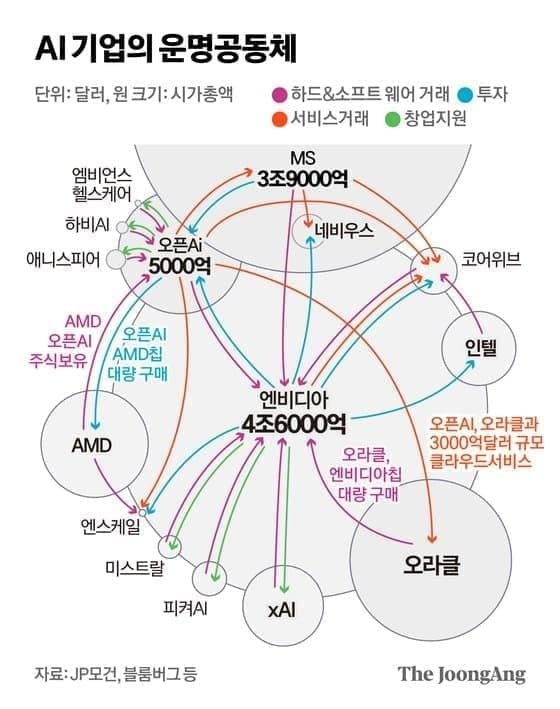 AI 기업의 운명공동체
단위: 달러, 원 크기: 시가총액
하드&소프트 웨어 거래
투자
서비스거래
창업지원
MS
3조9000억
엠비언스
헬스케어
하비AI
오픈Ai
5000억
애니스피어
네비우스
코어위브
AMD
오픈AI
주식보유
오픈AI
AMD칩
대량 구매
인텔
엔비디아
4조6000억
AMD
오픈AI, 오라클과
3000억달러 규모
클라우드서비스
오라클,
엔비디아칩
대량 구매
엔스케일
미스트랄
피켜AI
xAI
오라클
자료: JP모건, 블룸버그 등
The JoongAng